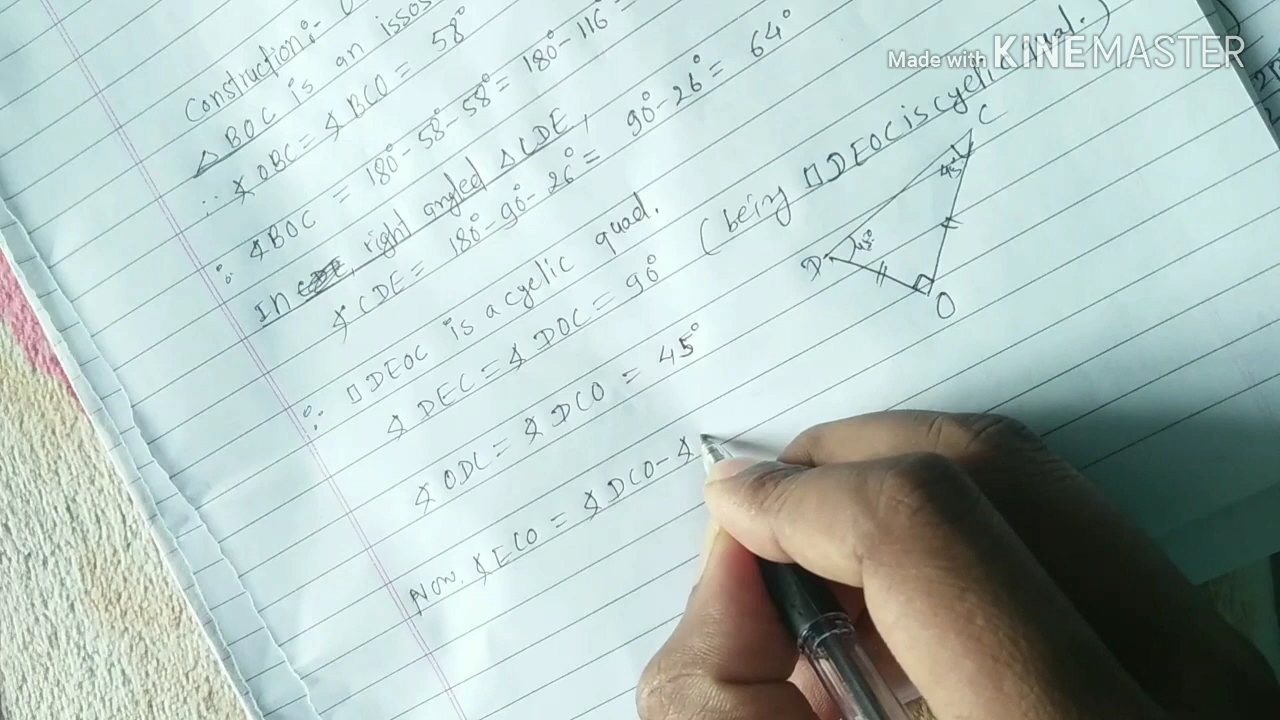 Made with KINEMASTER
Construction:-
△BOC is an isos
∴ ∡OBC = ∡BCO = 58°
∴ ∡BOC = 180° - 58° - 58° = 180° - 116° =
In right angled △CDE,
∡CDE = 180° - 90° - 26° = 90° - 26° = 64°
∴ □DEOC is a cyclic quad.
∡DEC = ∡DOC = 90° (being □DEOC is cyclic quad.)
∡ODC = ∡DCO = 45°
Now. ∡ECO = ∡DCO - ∡
C
45°
D
45°
O